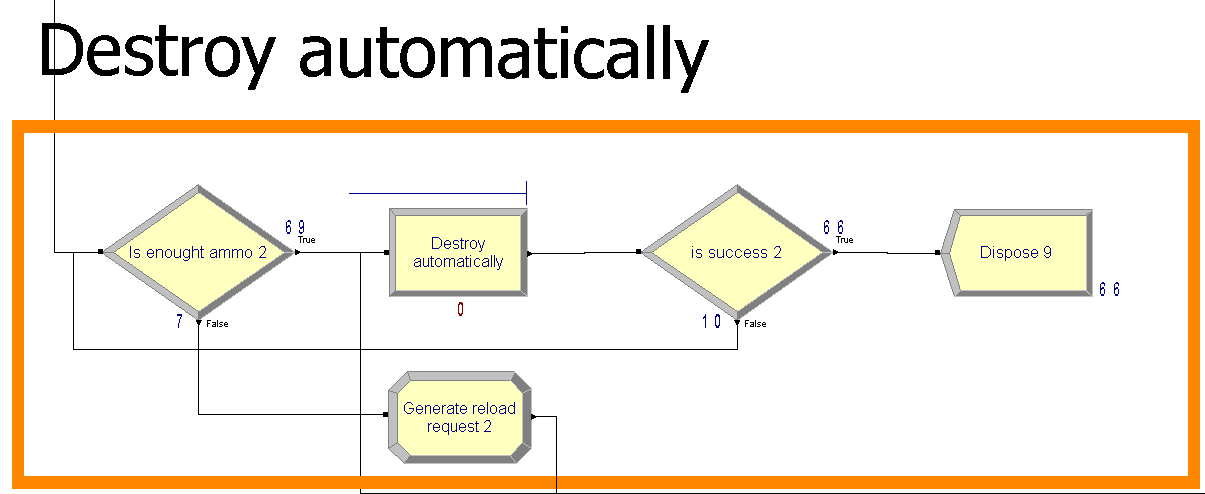 Destroy automatically
6 9
True
6 6
True
Is enought ammo 2
Destroy
automatically
is success 2
Dispose 9
6 6
7
False
0
1 0
False
Generate reload
request 2